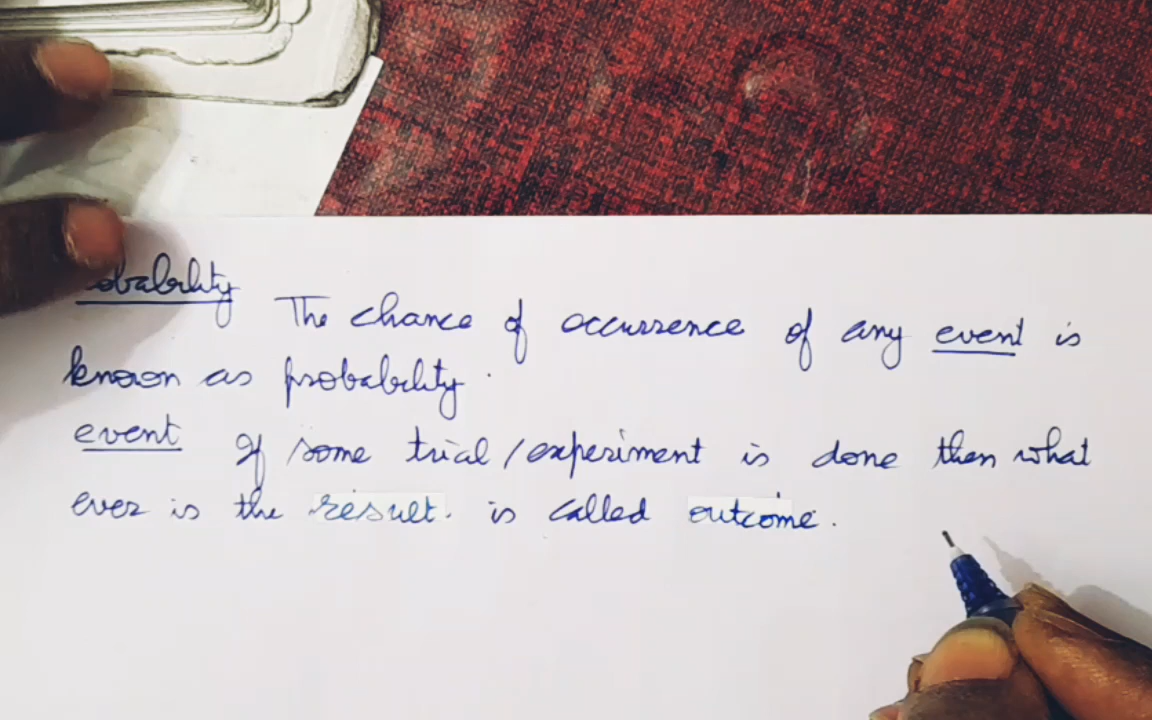 obability The chance of occurrence of any event is
known as probability.
event If some trial/experiment is done then what
ever is the result. is called outcome.